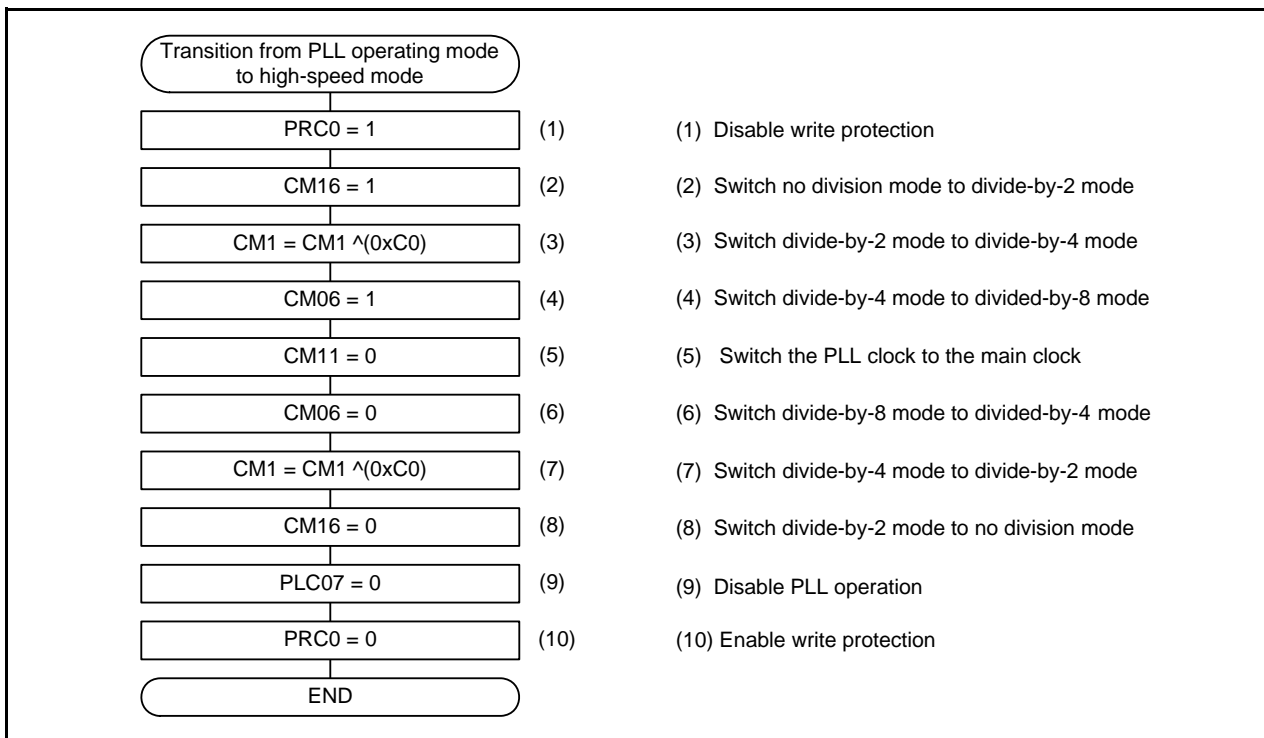 Transition from PLL operating mode
to high-speed mode
PRC0 = 1 (1) (1) Disable write protection
CM16 = 1 (2) (2) Switch no division mode to divide-by-2 mode
CM1 = CM1 ^(0xC0) (3) (3) Switch divide-by-2 mode to divide-by-4 mode
CM06 = 1 (4) (4) Switch divide-by-4 mode to divided-by-8 mode
CM11 = 0 (5) (5) Switch the PLL clock to the main clock
CM06 = 0 (6) (6) Switch divide-by-8 mode to divided-by-4 mode
CM1 = CM1 ^(0xC0) (7) (7) Switch divide-by-4 mode to divide-by-2 mode
CM16 = 0 (8) (8) Switch divide-by-2 mode to no division mode
PLC07 = 0 (9) (9) Disable PLL operation
PRC0 = 0 (10) (10) Enable write protection
END